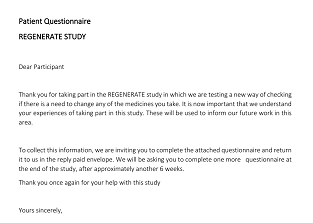 Patient Questionnaire
REGENERATE STUDY
Dear Participant
Thank you for taking part in the REGENERATE study in which we are testing a new way of checking
if there is a need to change any of the medicines you take. It is now important that we understand
your experiences of taking part in this study. These will be used to inform our future work in this
area.
To collect this information, we are inviting you to complete the attached questionnaire and return
it to us in the reply paid envelope. We will be asking you to complete one more questionnaire at
the end of the study, after approximately another 6 weeks.
Thank you once again for your help with this study
Yours sincerely,